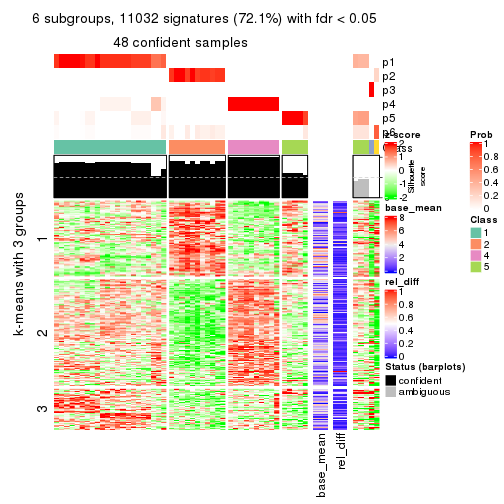 6 subgroups, 11032 signatures (72.1%) with fdr < 0.05
48 confident samples
p1
p2
p3
p4
p5
p6
Class
z-score
2
1
0
-1
-2
Silhouette
score
Prob
1
0.8
0.6
0.4
0.2
0
Class
1
2
4
5
base_mean
8
6
4
2
0
rel_diff
1
0.8
0.6
0.4
0.2
0
Status (barplots)
confident
ambiguous
k-means with 3 groups
1
2
3
base_mean
rel_diff